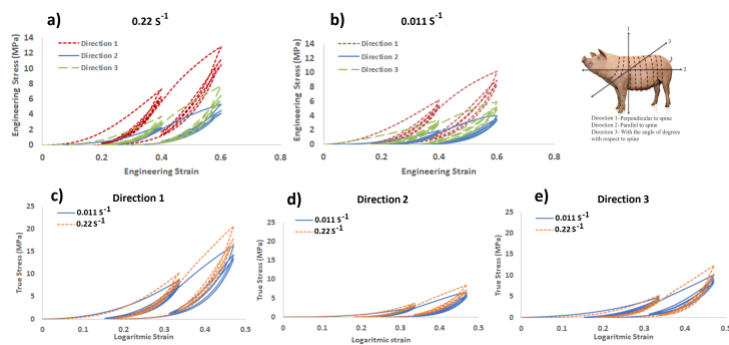 a)
0.22 S-1
Engineering Stress (MPa)
14
12
10
8
6
4
2
0
Direction 1
Direction 2
Direction 3
0
0.2
0.4
0.6
0.8
Engineering Strain
b)
0.011 S-1
Engineering Stress (MPa)
14
12
10
8
6
4
2
0
Direction 1
Direction 2
Direction 3
0
0.2
0.4
0.6
0.8
Engineering Strain
1
3
2
Direction 1- Perpendicular to spine
Direction 2- Parallel to spine
Direction 3- With the angle of degrees
with respect to spine
c)
Direction 1
True Stress (MPa)
25
20
15
10
5
0
0.011 S-1
0.22 S-1
0
0.1
0.2
0.3
0.4
0.5
Logaritmic Strain
d)
Direction 2
True Stress (MPa)
25
20
15
10
5
0
0.011 S-1
0.22 S-1
0
0.1
0.2
0.3
0.4
0.5
Logaritmic strain
e)
Direction 3
True Stress (MPa)
25
20
15
10
5
0
0.011 S-1
0.22 S-1
0
0.1
0.2
0.3
0.4
0.5
Logaritmic Strain